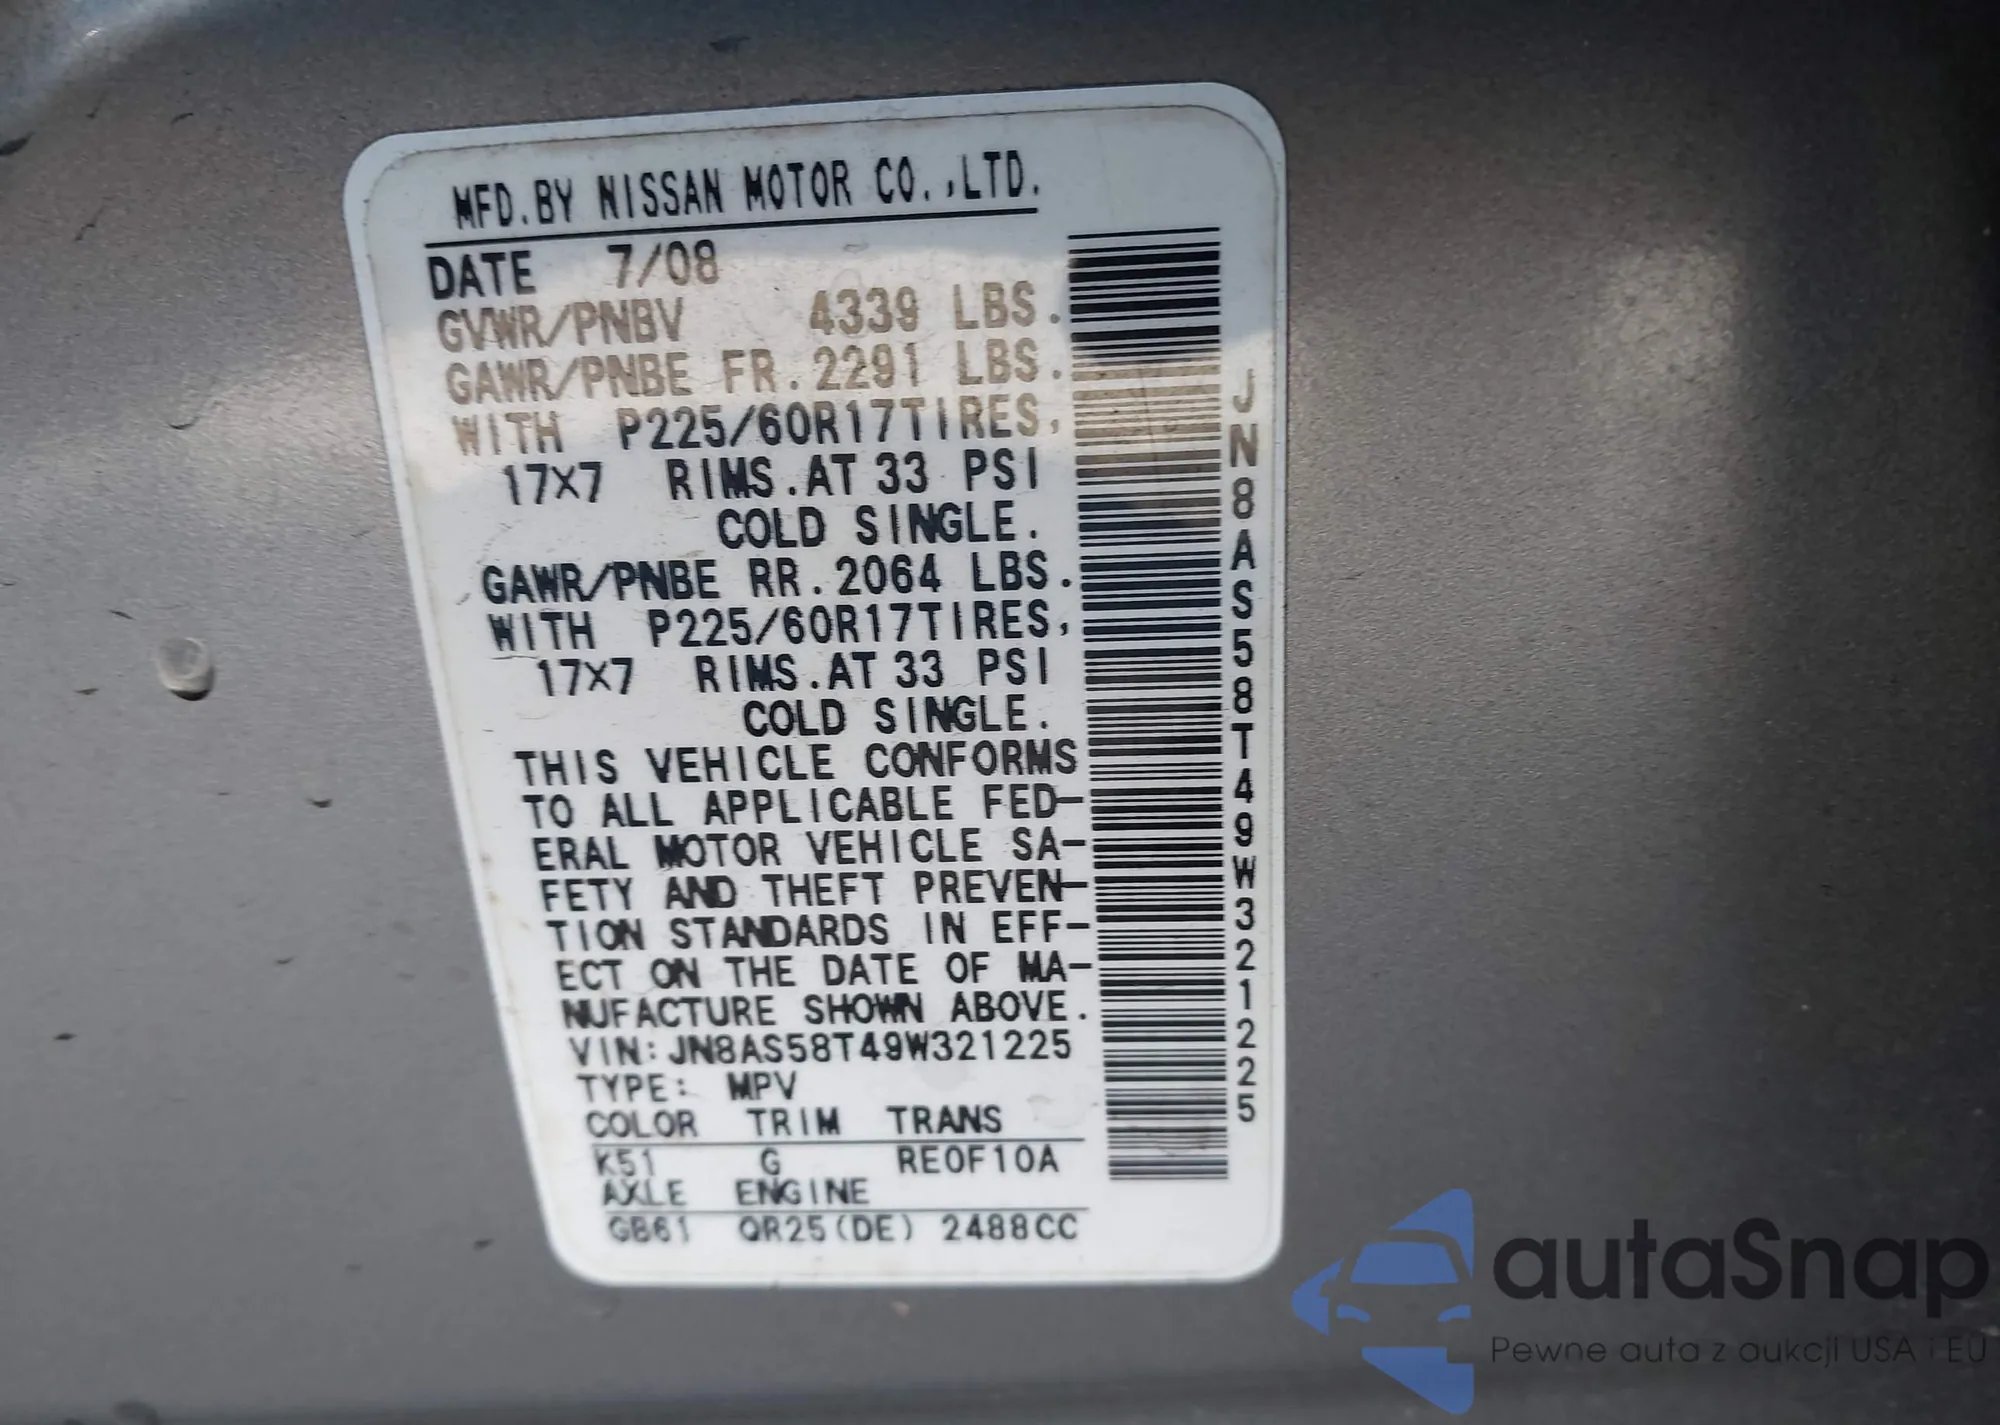 MFD.BY NISSAN MOTOR CO.,LTD.
DATE 7/08
GVWR/PNBV 4339 LBS.
GAWR/PNBE FR.2291 LBS.
WITH P225/60R17TIRES,
17X7 RIMS.AT 33 PSI
COLD SINGLE.
GAWR/PNBE RR.2064 LBS.
WITH P225/60R17TIRES,
17X7 RIMS.AT 33 PSI
COLD SINGLE.
THIS VEHICLE CONFORMS
TO ALL APPLICABLE FED-
ERAL MOTOR VEHICLE SA-
FETY AND THEFT PREVEN-
TION STANDARDS IN EFF-
ECT ON THE DATE OF MA-
NUFACTURE SHOWN ABOVE.
VIN:JN8AS58T49W321225
TYPE: MPV
COLOR TRIM TRANS
K51 G RE0F10A
AXLE ENGINE
GB61 QR25(DE) 2488CC
JN8AS58T49W321225
autaSnap
Pewne auta z aukcji USA i EU